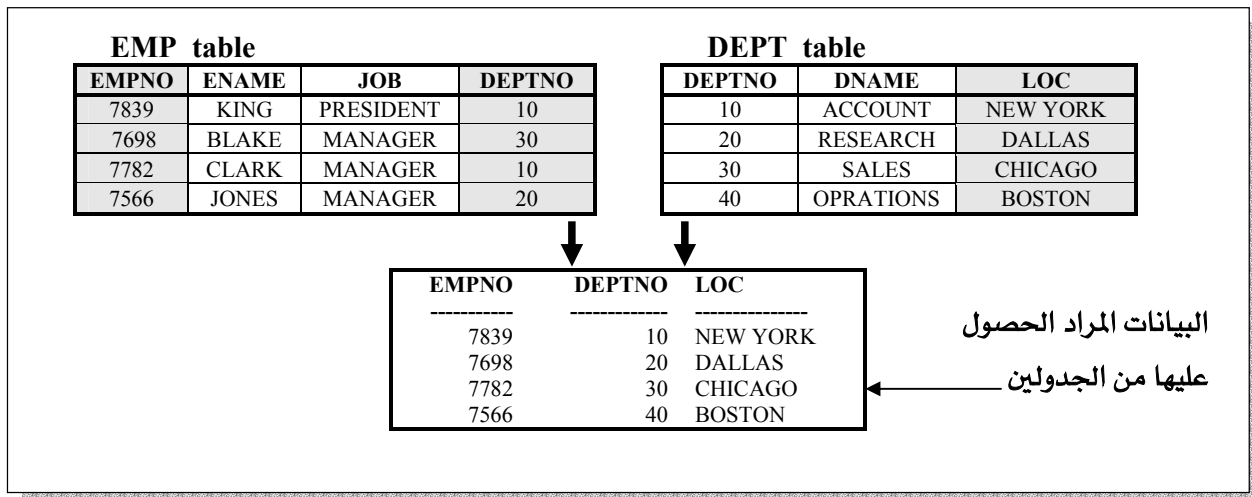 EMP table
EMPNO ENAME JOB DEPTNO
7839 KING PRESIDENT 10
7698 BLAKE MANAGER 30
7782 CLARK MANAGER 10
7566 JONES MANAGER 20
DEPT table
DEPTNO DNAME LOC
10 ACCOUNT NEW YORK
20 RESEARCH DALLAS
30 SALES CHICAGO
40 OPRATIONS BOSTON
EMPNO DEPTNO LOC
----------- ------------- ---------------
7839 10 NEW YORK
7698 20 DALLAS
7782 30 CHICAGO
7566 40 BOSTON
البيانات المراد الحصول
عليها من الجدولين